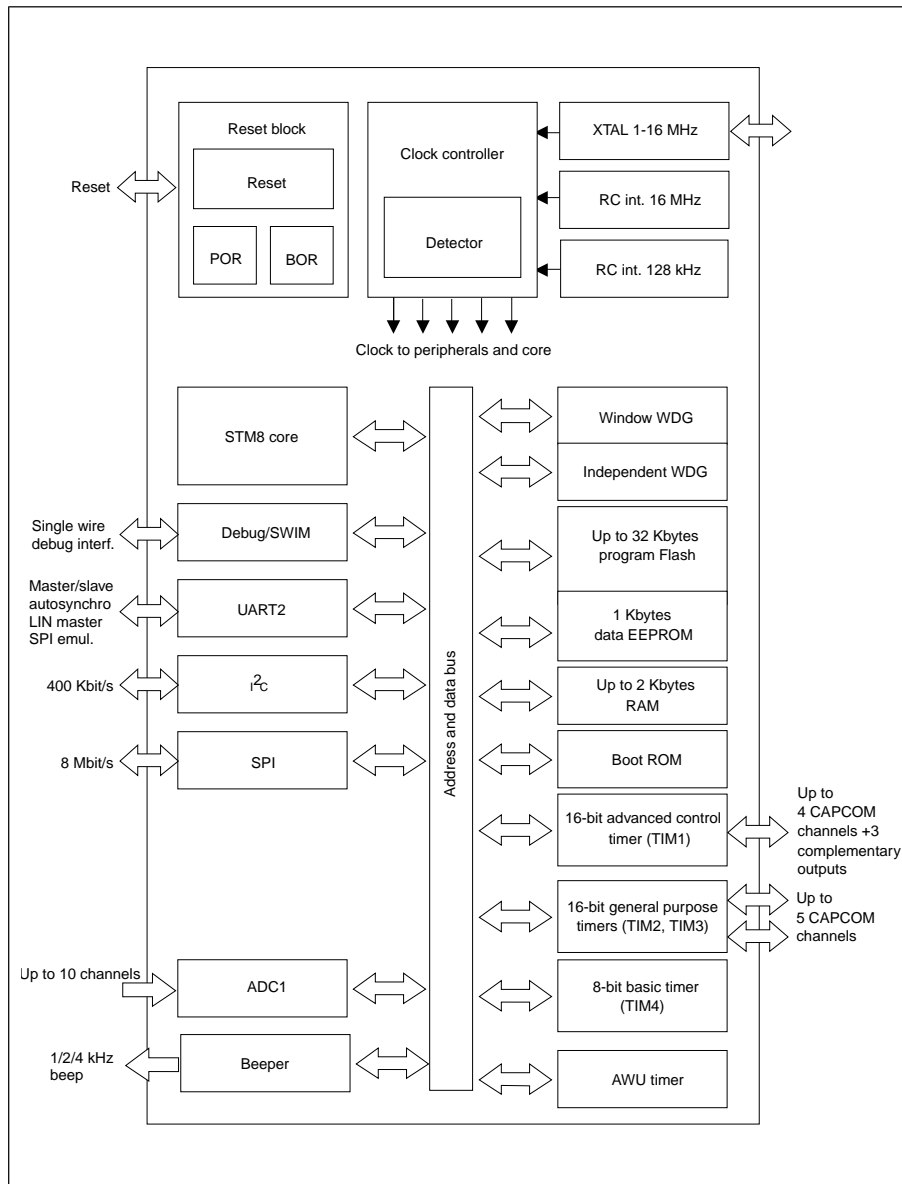 Reset block
Reset
POR
BOR
Reset
Clock controller
Detector
XTAL 1-16 MHz
RC int. 16 MHz
RC int. 128 kHz
Clock to peripherals and core
STM8 core
Single wire
debug interf.
Debug/SWIM
Master/slave
autosynchro
LIN master
SPI emul.
UART2
400 Kbit/s
I2C
8 Mbit/s
SPI
Up to 10 channels
ADC1
1/2/4 kHz
beep
Beeper
Address and data bus
Window WDG
Independent WDG
Up to 32 Kbytes
program Flash
1 Kbytes
data EEPROM
Up to 2 Kbytes
RAM
Boot ROM
16-bit advanced control
timer (TIM1)
Up to
4 CAPCOM
channels +3
complementary
outputs
16-bit general purpose
timers (TIM2, TIM3)
Up to
5 CAPCOM
channels
8-bit basic timer
(TIM4)
AWU timer